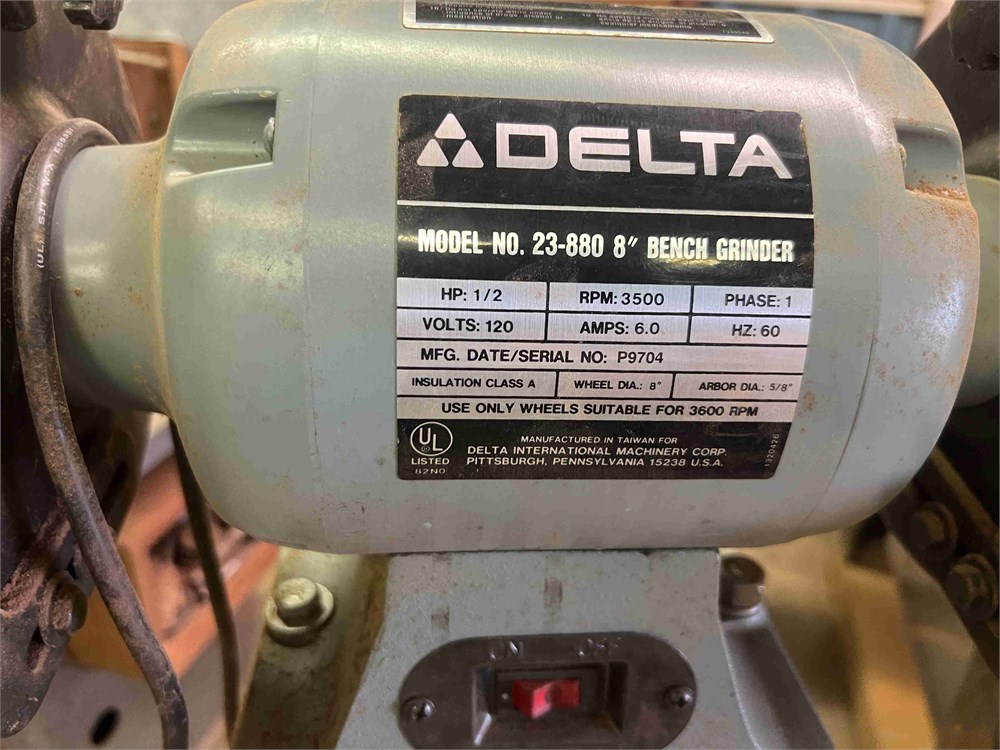 DELTA
MODEL NO. 23-880 8" BENCH GRINDER
HP: 1/2 RPM: 3500 PHASE: 1
VOLTS: 120 AMPS: 6.0 HZ: 60
MFG. DATE/SERIAL NO: P9704
INSULATION CLASS A WHEEL DIA.: 8" ARBOR DIA.: 5/8"
USE ONLY WHEELS SUITABLE FOR 3600 RPM
UL
LISTED
82N0
MANUFACTURED IN TAIWAN FOR
DELTA INTERNATIONAL MACHINERY CORP.
PITTSBURGH, PENNSYLVANIA 15238 U.S.A.
1320426
ON OFF